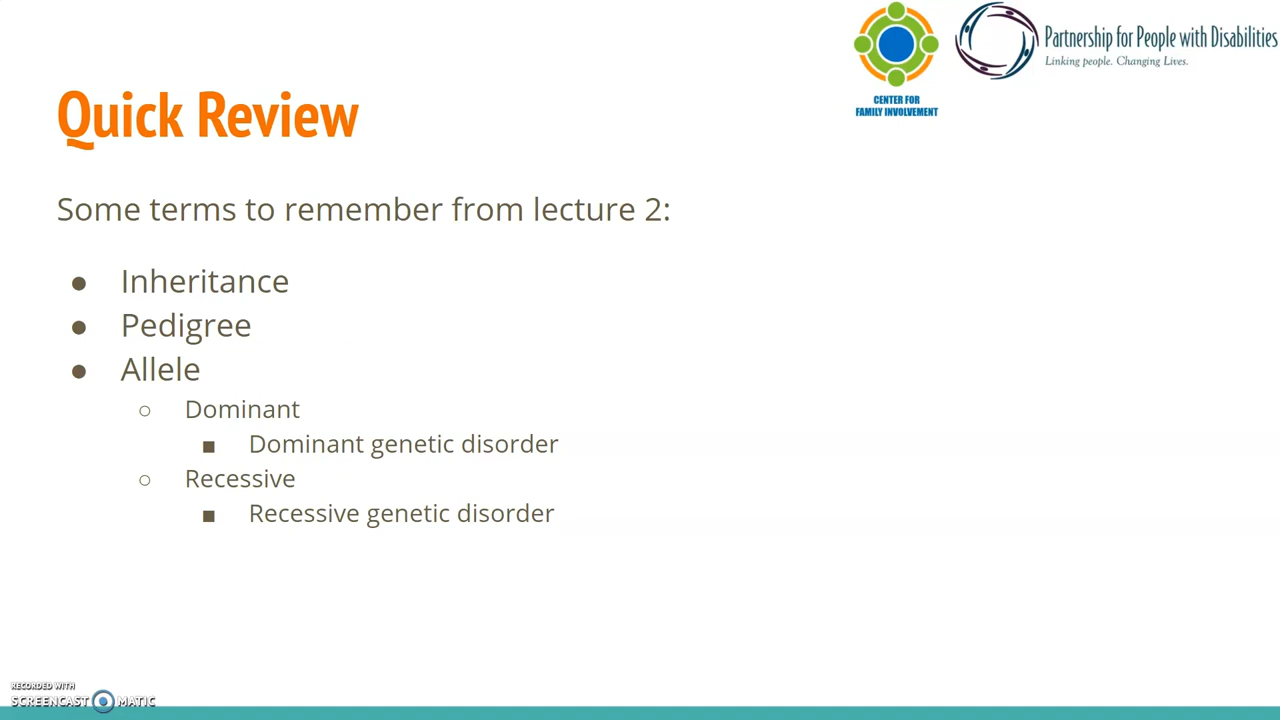 Partnership for People with Disabilities
Linking people. Changing Lives.
CENTER FOR
FAMILY INVOLVEMENT
Quick Review
Some terms to remember from lecture 2:
● Inheritance
● Pedigree
● Allele
○ Dominant
■ Dominant genetic disorder
○ Recessive
■ Recessive genetic disorder
RECORDED WITH
SCREENCAST MATIC